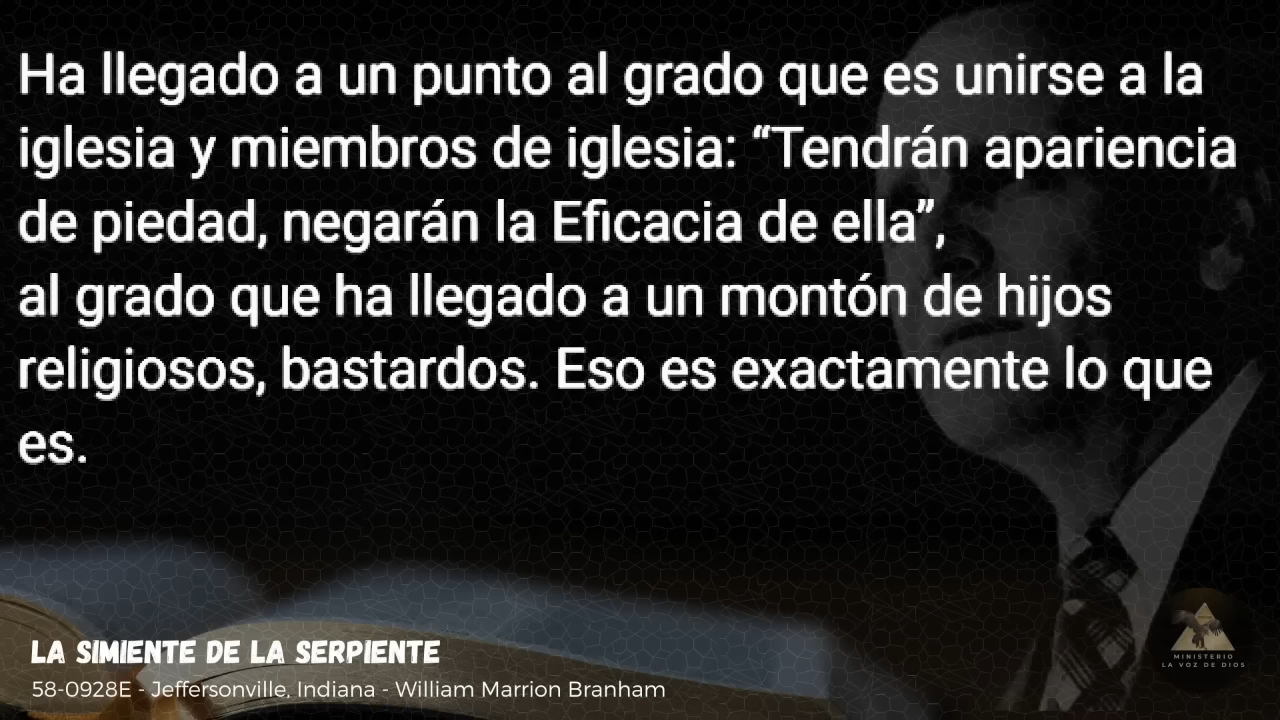 Ha llegado a un punto al grado que es unirse a la
iglesia y miembros de iglesia: “Tendrán apariencia
de piedad, negarán la Eficacia de ella”,
al grado que ha llegado a un montón de hijos
religiosos, bastardos. Eso es exactamente lo que
es.
LA SIMIENTE DE LA SERPIENTE
58-0928E - Jeffersonville, Indiana - William Marrion Branham
MINISTERIO
LA VOZ DE DIOS